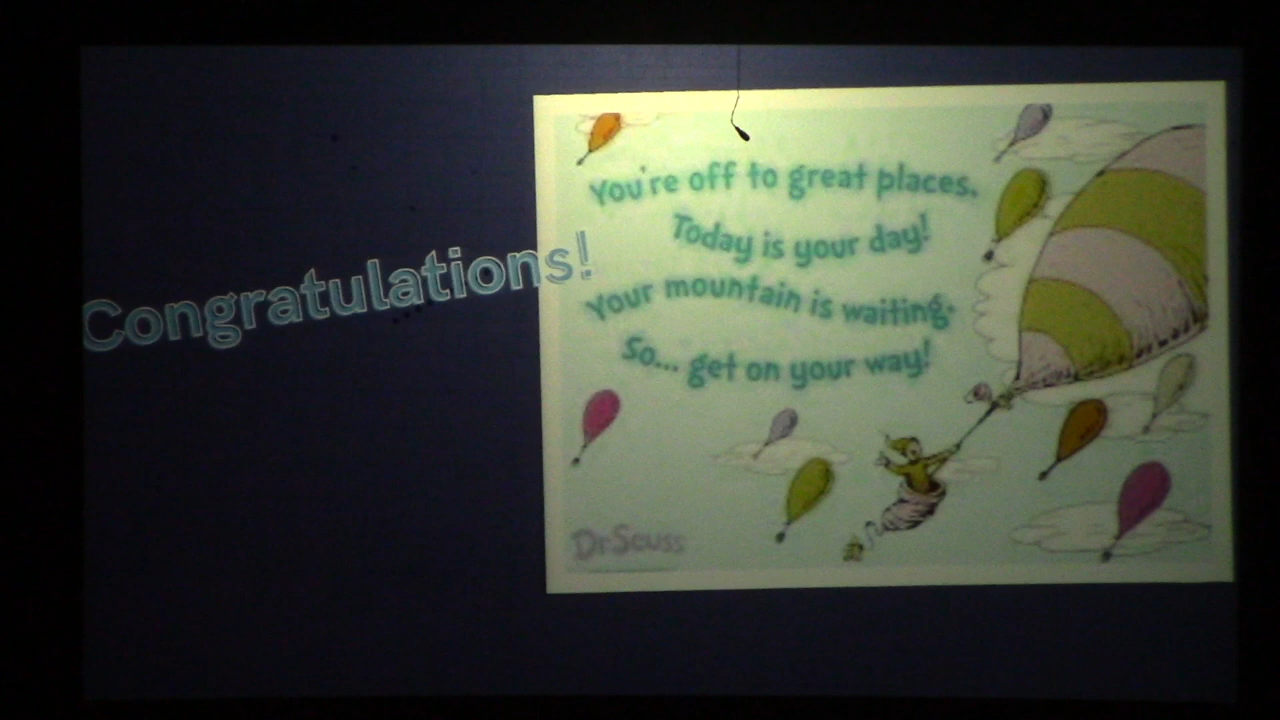 Congratulations!
You're off to great places.
Today is your day!
Your mountain is waiting.
So... get on your way!
Dr. Seuss